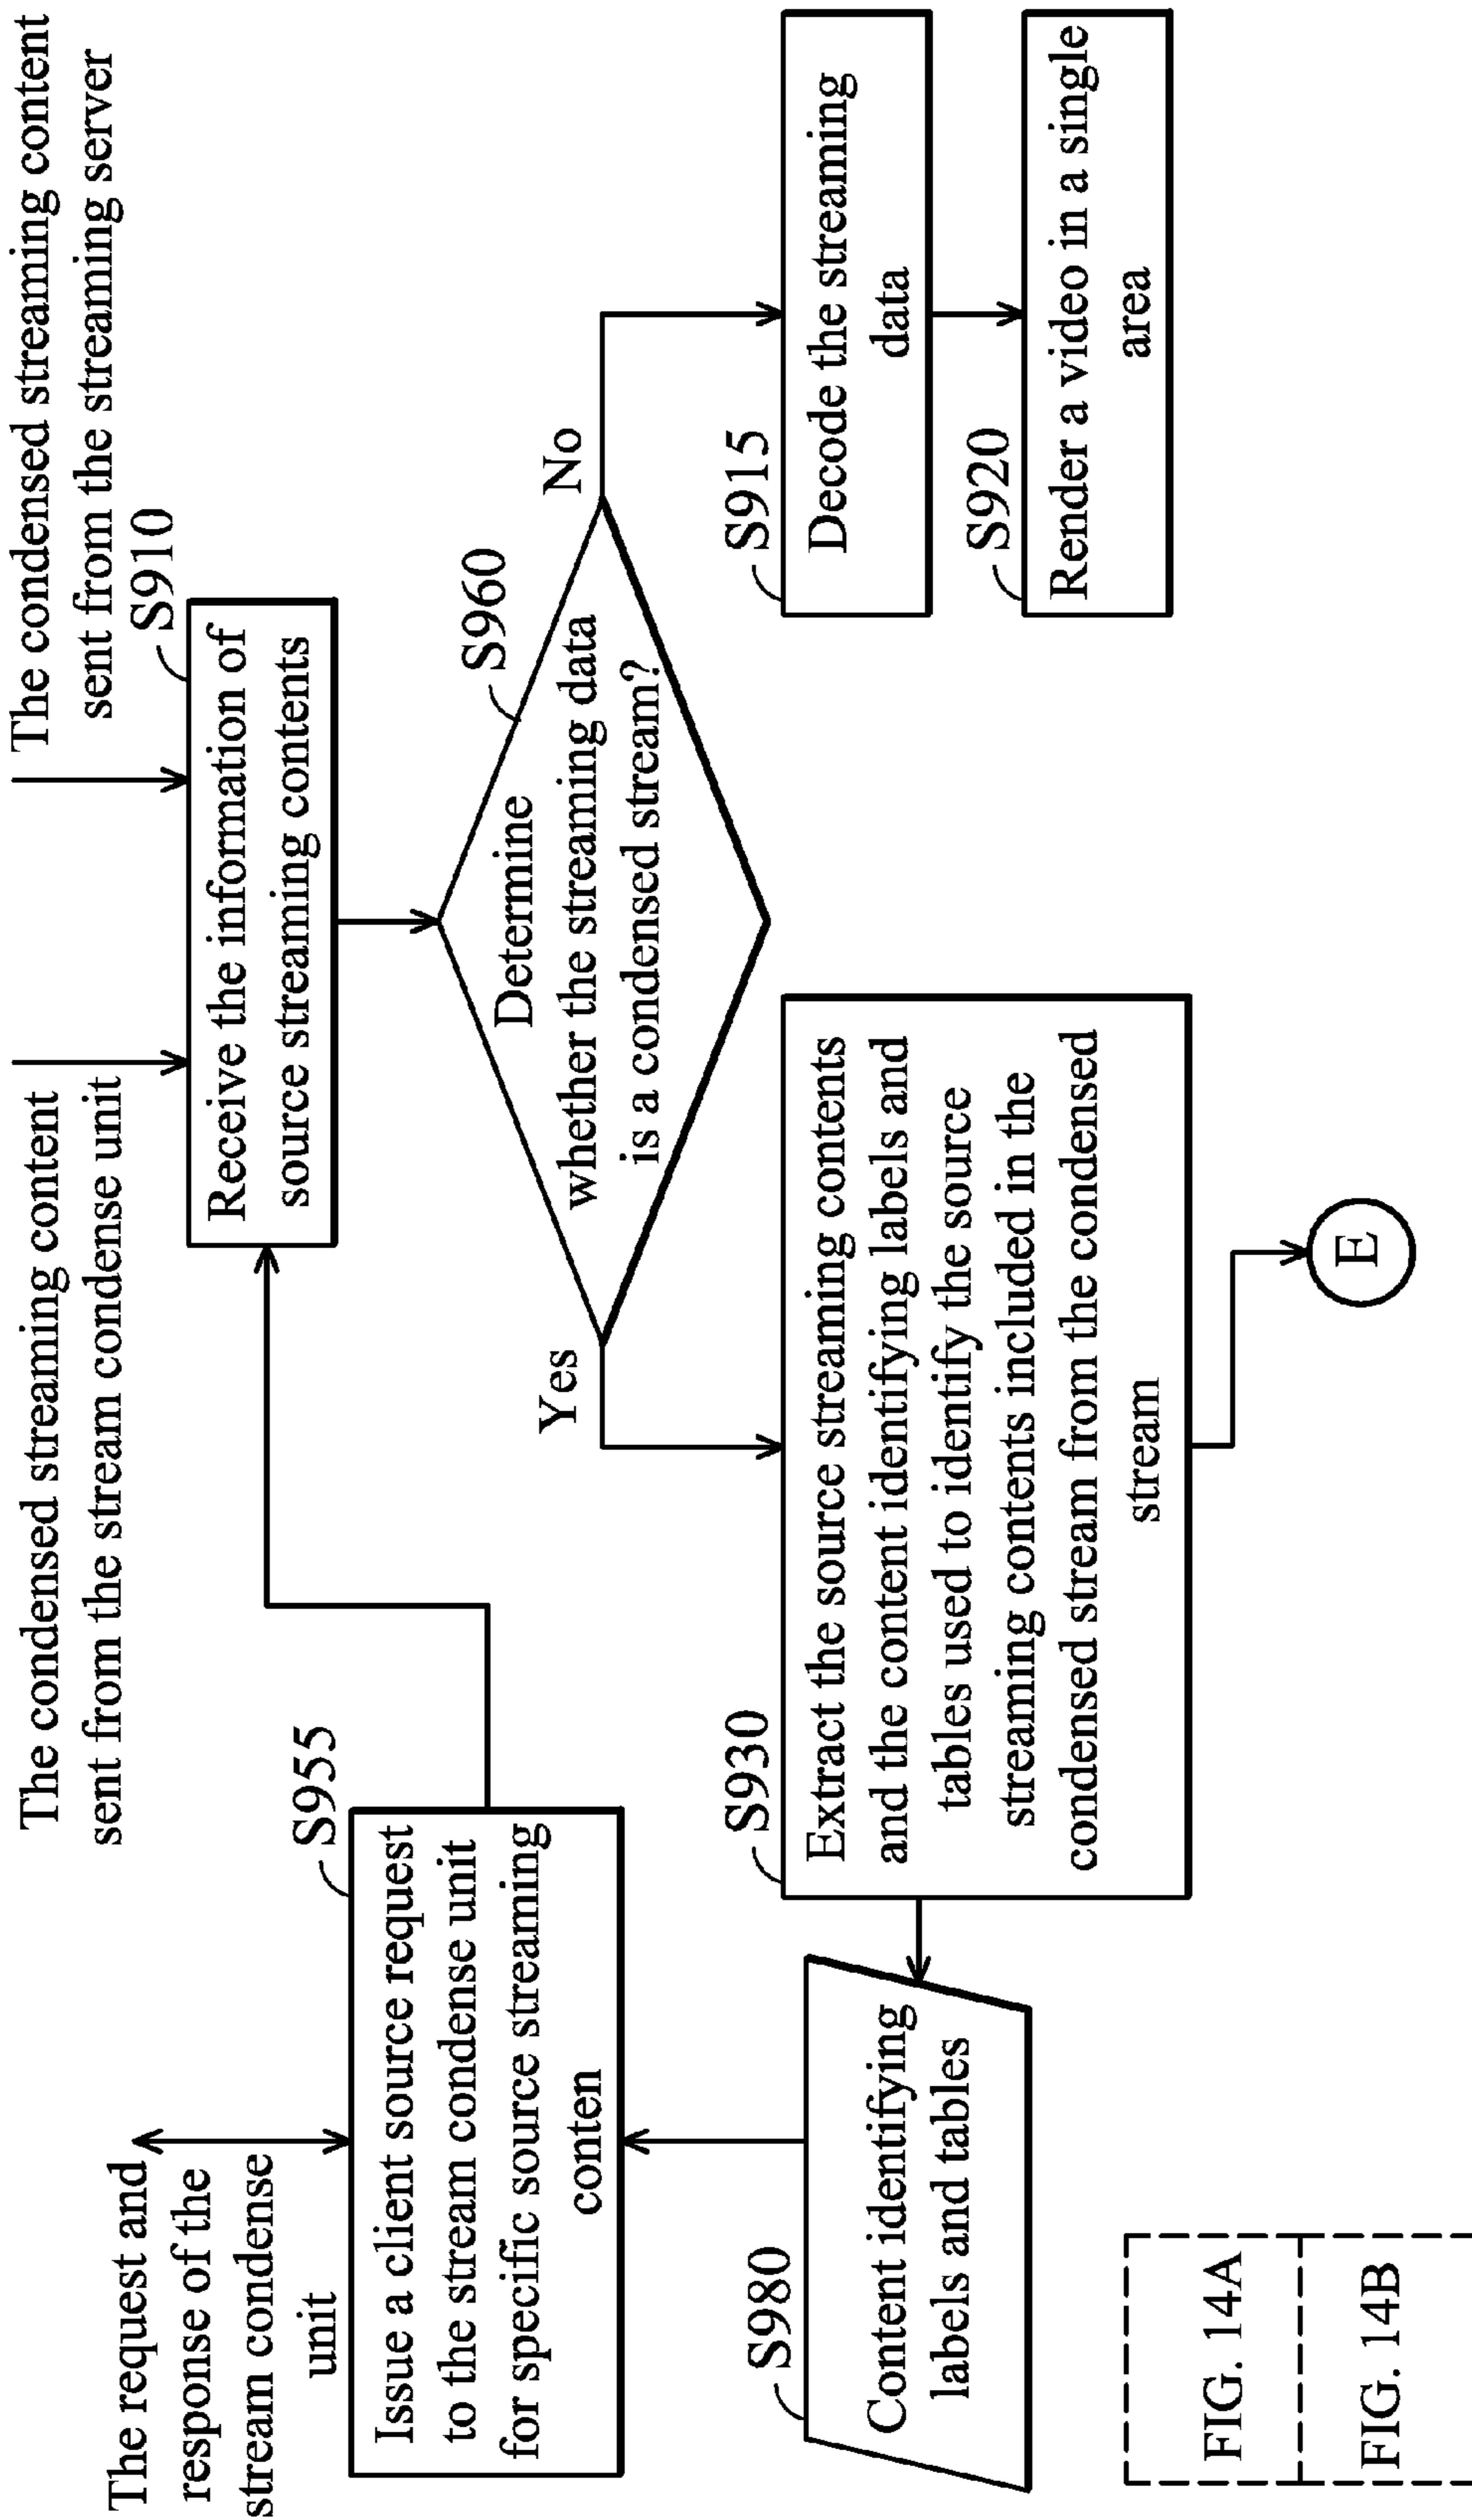 The request and
response of the
stream condense
unit
The condensed streaming content
sent from the stream condense unit
The condensed streaming content
sent from the streaming server
S910
Receive the information of
source streaming contents
S955
Issue a client source request
to the stream condense unit
for specific source streaming
conten
S960
Determine
whether the streaming data
is a condensed stream?
Yes
No
S980
Content identifying
labels and tables
S930
Extract the source streaming contents
and the content identifying labels and
tables used to identify the source
streaming contents included in the
condensed stream from the condensed
stream
S915
Decode the streaming
data
S920
Render a video in a single
area
E
FIG. 14A
FIG. 14B